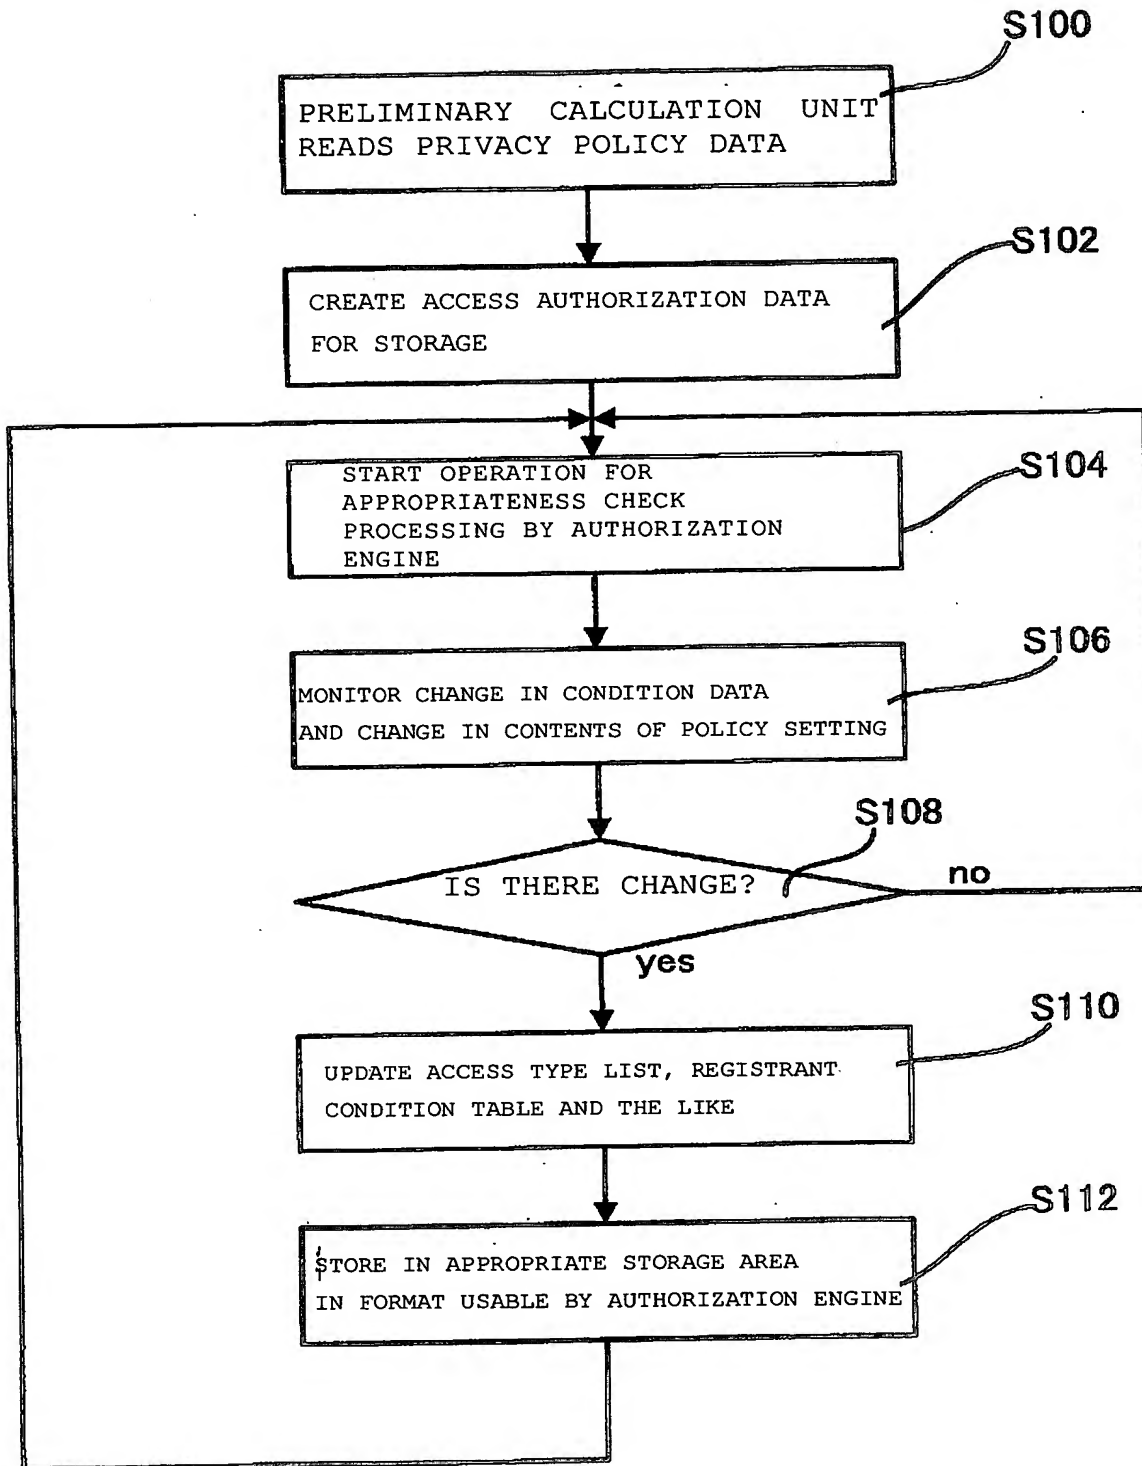 S100
PRELIMINARY CALCULATION UNIT
READS PRIVACY POLICY DATA
S102
CREATE ACCESS AUTHORIZATION DATA
FOR STORAGE
S104
START OPERATION FOR
APPROPRIATENESS CHECK
PROCESSING BY AUTHORIZATION
ENGINE
S106
MONITOR CHANGE IN CONDITION DATA
AND CHANGE IN CONTENTS OF POLICY SETTING
S108
IS THERE CHANGE?
no
yes
S110
UPDATE ACCESS TYPE LIST, REGISTRANT
CONDITION TABLE AND THE LIKE
S112
STORE IN APPROPRIATE STORAGE AREA
IN FORMAT USABLE BY AUTHORIZATION ENGINE